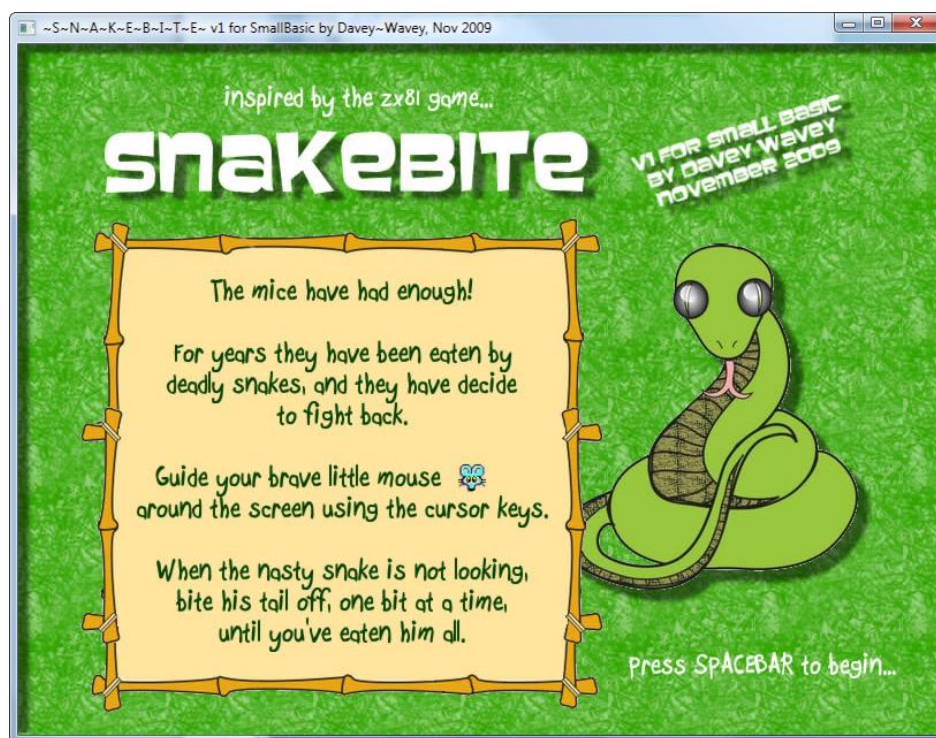 ~S~N~A~K~E~B~I~T~E~ v1 for SmallBasic by Davey~Wavey, Nov 2009
inspired by the zx81 game...
SNAKEBITE
V1 FOR SMALL BASIC
BY DAVEY WAVEY
NOVEMBER 2009
The mice have had enough!
For years they have been eaten by
deadly snakes, and they have decide
to fight back.
Guide your brave little mouse
around the screen using the cursor keys.
When the nasty snake is not looking,
bite his tail off, one bit at a time,
until you've eaten him all.
press SPACEBAR to begin...